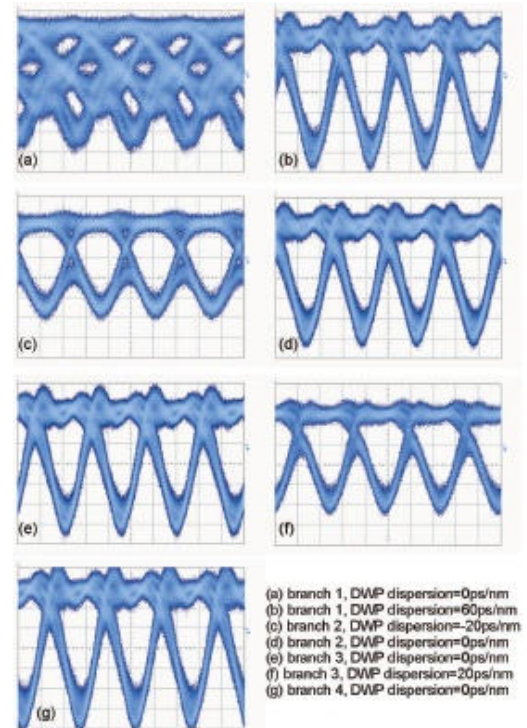 (a)
(b)
(c)
(d)
(e)
(f)
(g)
(a) branch 1, DWP dispersion=0ps/nm
(b) branch 1, DWP dispersion=60ps/nm
(c) branch 2, DWP dispersion=-20ps/nm
(d) branch 2, DWP dispersion=0ps/nm
(e) branch 3, DWP dispersion=0ps/nm
(f) branch 3, DWP dispersion=20ps/nm
(g) branch 4, DWP dispersion=0ps/nm